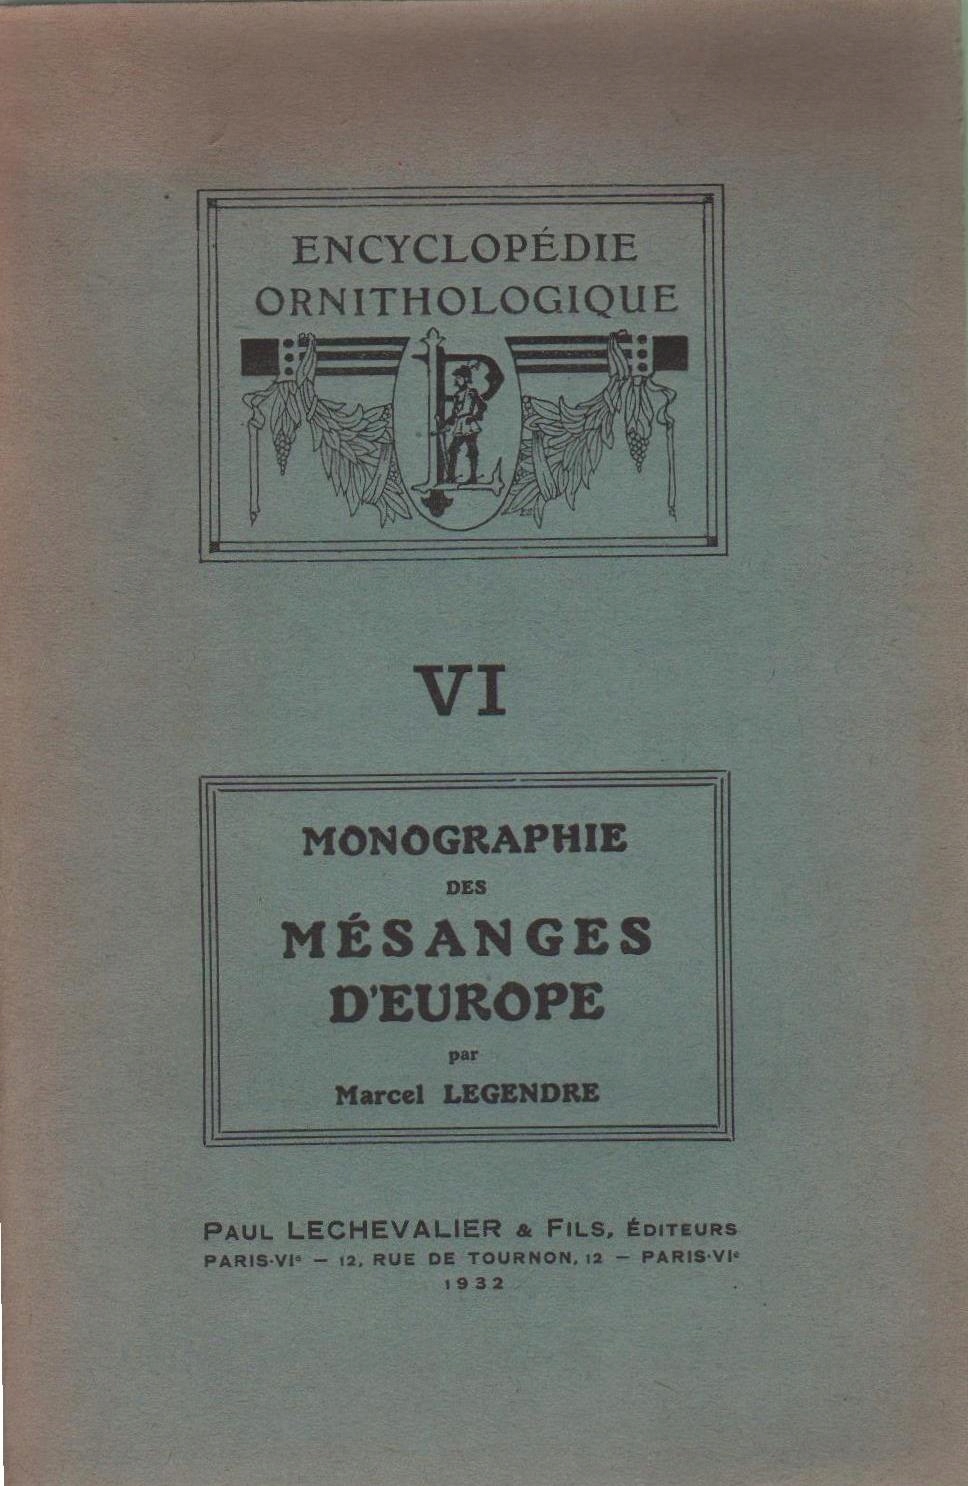 ENCYCLOPÉDIE
ORNITHOLOGIQUE
PL
VI
MONOGRAPHIE
DES
MÉSANGES
D'EUROPE
par
Marcel LEGENDRE
PAUL LECHEVALIER & FILS, ÉDITEURS
PARIS-VIᵉ — 12, RUE DE TOURNON, 12 — PARIS-VIᵉ
1932